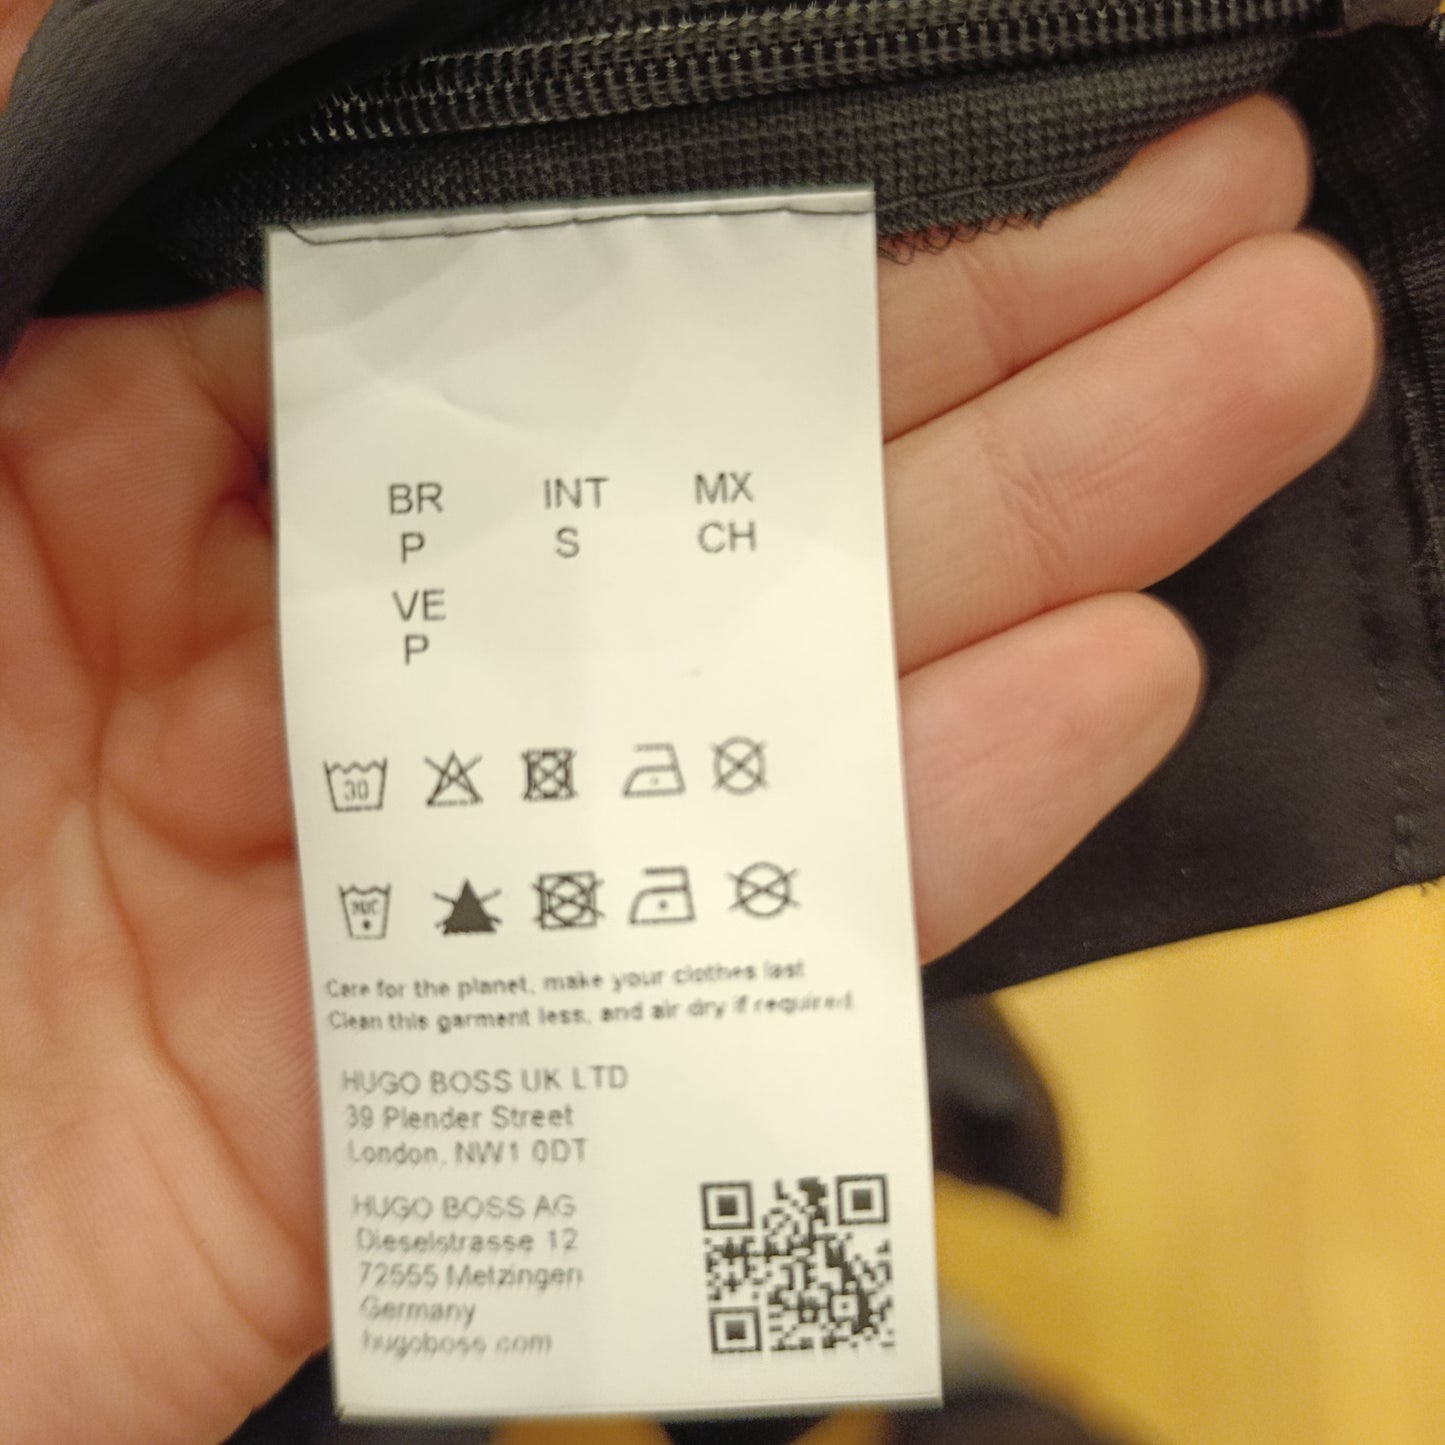 BR INT MX
P S CH
VE
P
30
Care for the planet, make your clothes last
Clean this garment less, and air dry if required.
HUGO BOSS UK LTD
39 Plender Street
London, NW1 0DT
HUGO BOSS AG
Dieselstrasse 12
72555 Metzingen
Germany
hugoboss.com